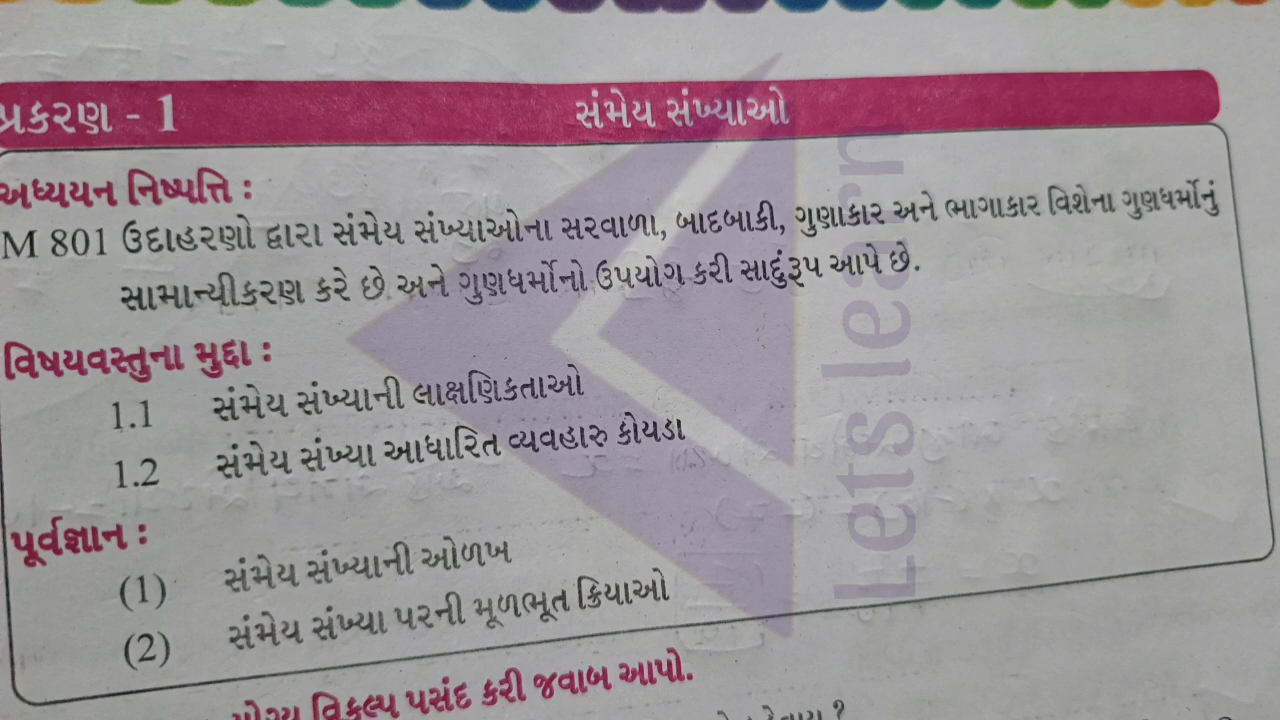 પ્રકરણ - 1 સંમેય સંખ્યાઓ
અધ્યયન નિષ્પત્તિ :
M 801 ઉદાહરણો દ્વારા સંમેય સંખ્યાઓના સરવાળા, બાદબાકી, ગુણાકાર અને ભાગાકાર વિશેના ગુણધર્મોનું
સામાન્યીકરણ કરે છે અને ગુણધર્મોનો ઉપયોગ કરી સાદુંરૂપ આપે છે.
વિષયવસ્તુના મુદ્દા :
1.1 સંમેય સંખ્યાની લાક્ષણિકતાઓ
1.2 સંમેય સંખ્યા આધારિત વ્યવહારુ કોયડા
પૂર્વજ્ઞાન :
(1) સંમેય સંખ્યાની ઓળખ
(2) સંમેય સંખ્યા પરની મૂળભૂત ક્રિયાઓ
યોગ્ય વિકલ્પ પસંદ કરી જવાબ આપો.
Lets learn